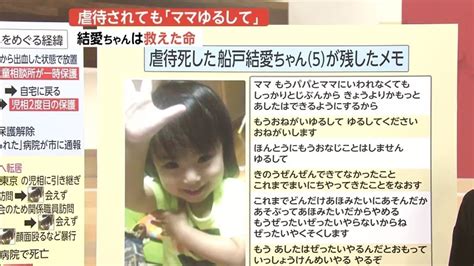 虐待されても「ママゆるして」
結愛ちゃんは救えた命
をめぐる経緯
から出血した状態で放置
児童相談所が一時保護
自宅に戻る
児相2度目の保護
保護解除
れた」病院が市に通報
へ転居
東京 の児相に引き継ぎ
訪問 会えず
会のため関係職員訪問
会えず
顔面殴るなど暴行
病院で死亡
虐待死した船戸結愛ちゃん(5)が残したメモ
ママ もうパパとママにいわれなくても
しっかりとじぶんから きょうよりかもっと
あしたはできるようにするから
もうおねがいゆるして ゆるしてください
おねがいします
ほんとうにもうおなじことはしません
ゆるして
きのうぜんぜんできてなかったこと
これまでまいにちやってきたことをなおす
これまでどんだけあほみたいにあそんだか
あそぶってあほみたいだからやめる
もうぜったいぜったいやらないからね
ぜったいやくそくします
もう あしたはぜったいやるんだとおもって
いっしょうけんめいやる やるぞ